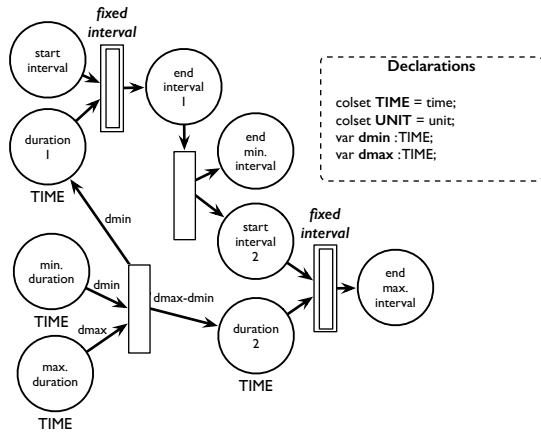 fixed
interval
start
interval
end
interval
1
duration
1
TIME
end
min.
interval
dmin
start
interval
2
fixed
interval
min.
duration
TIME
dmin
dmax
dmax-dmin
duration
2
TIME
end
max.
interval
max.
duration
TIME
Declarations
colset TIME = time;
colset UNIT = unit;
var dmin :TIME;
var dmax :TIME;